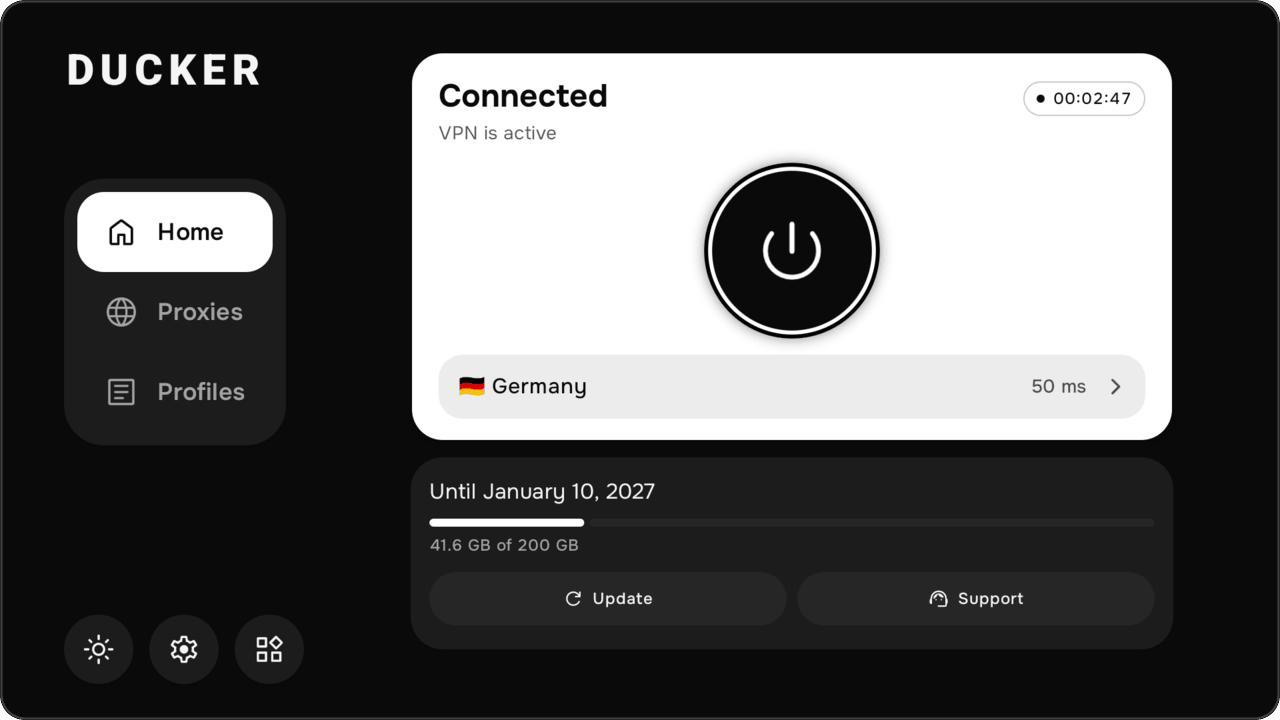 DUCKER
Home
Proxies
Profiles
Connected
VPN is active
00:02:47
Germany
50 ms
Until January 10, 2027
41.6 GB of 200 GB
Update
Support